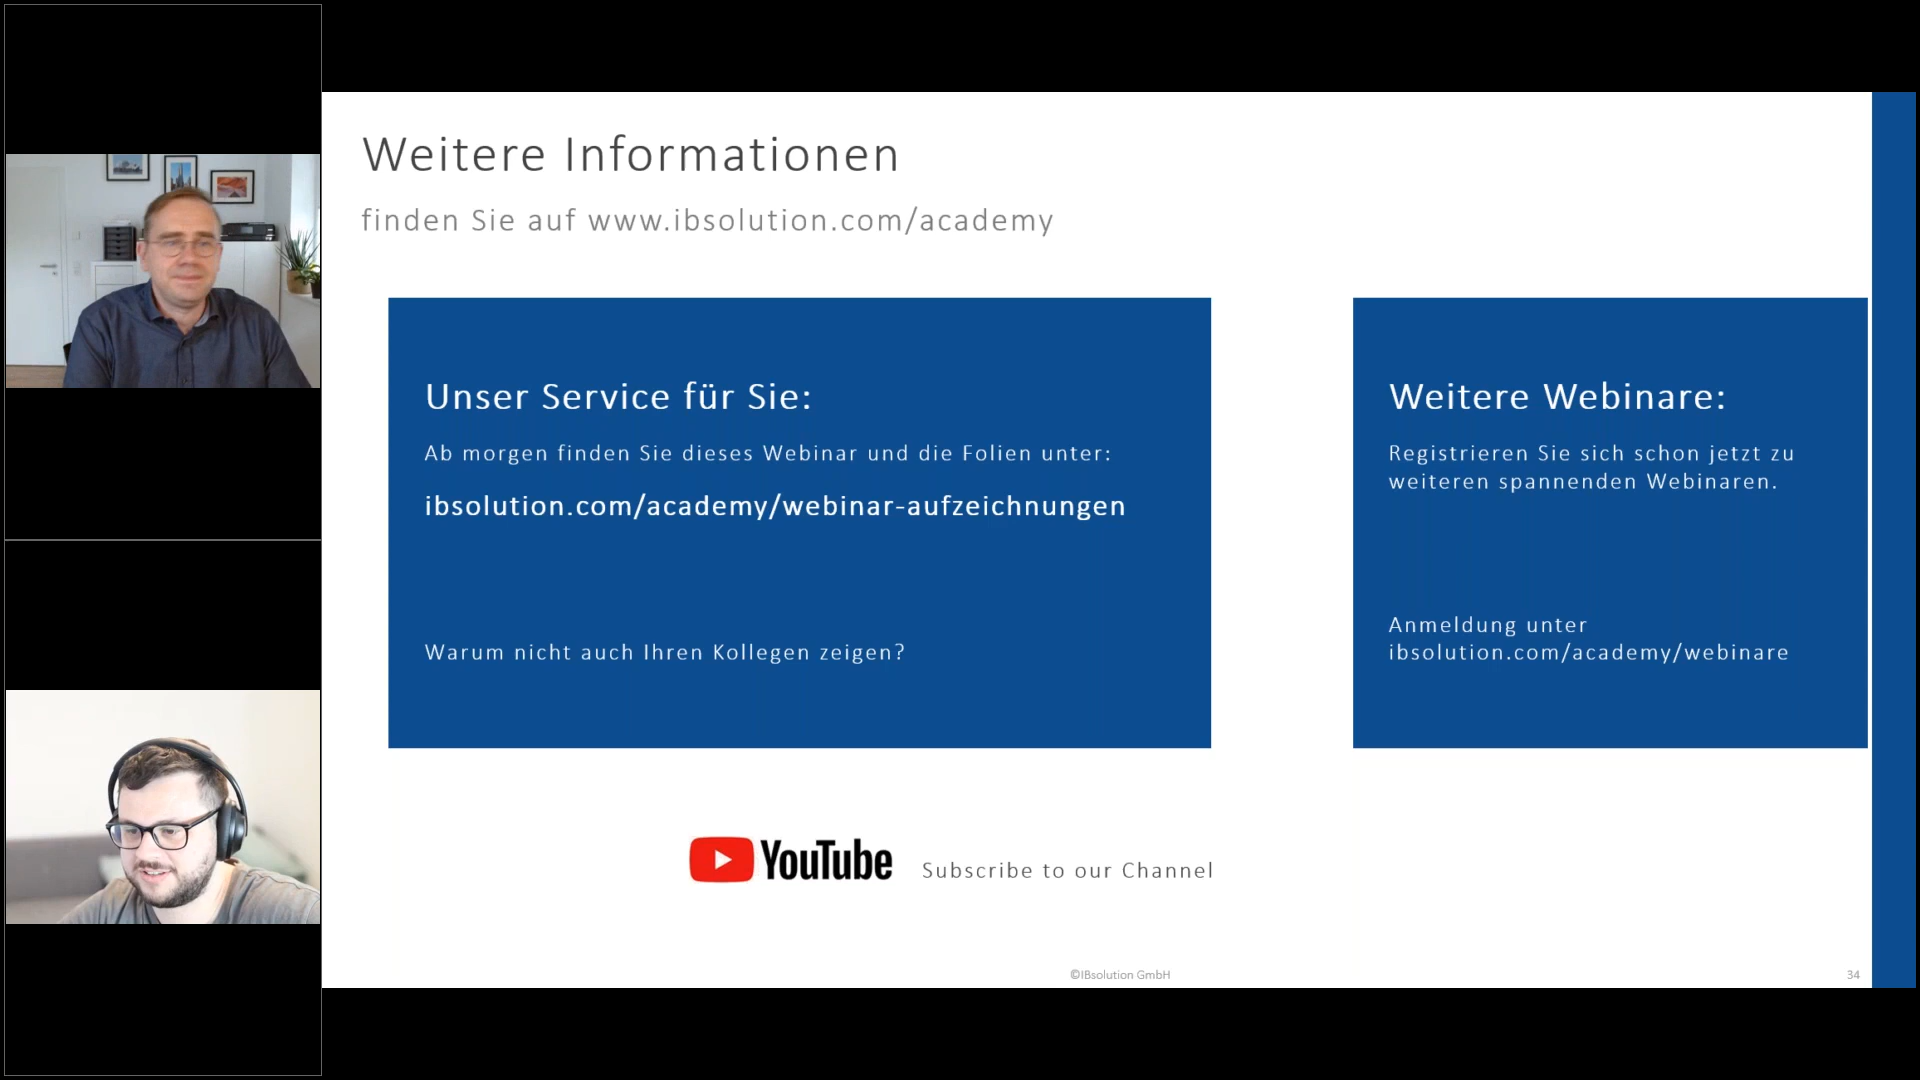 Weitere Informationen
finden Sie auf www.ibsolution.com/academy
Unser Service für Sie:
Ab morgen finden Sie dieses Webinar und die Folien unter:
ibsolution.com/academy/webinar-aufzeichnungen
Warum nicht auch Ihren Kollegen zeigen?
Weitere Webinare:
Registrieren Sie sich schon jetzt zu
weiteren spannenden Webinaren.
Anmeldung unter
ibsolution.com/academy/webinare
YouTube
Subscribe to our Channel
©IBsolution GmbH
34